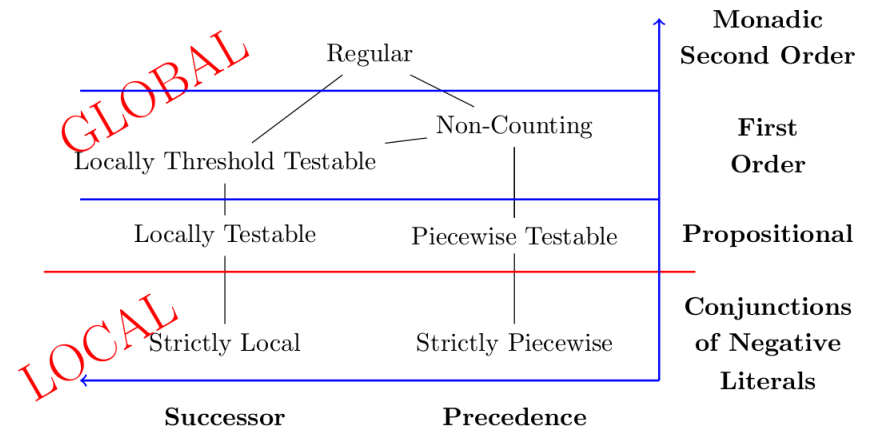 Monadic
Second Order
Regular
GLOBAL
Non-Counting
First
Order
Locally Threshold Testable
Locally Testable
Piecewise Testable
Propositional
LOCAL
Conjunctions
of Negative
Literals
Strictly Local
Strictly Piecewise
Successor
Precedence